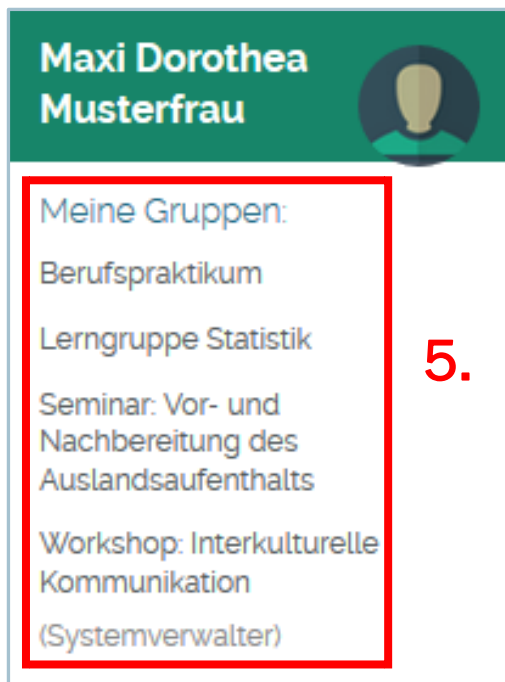 Maxi Dorothea
Musterfrau
Meine Gruppen:
Berufspraktikum
Lerngruppe Statistik
5.
Seminar: Vor- und
Nachbereitung des
Auslandsaufenthalts
Workshop: Interkulturelle
Kommunikation
(Systemverwalter)